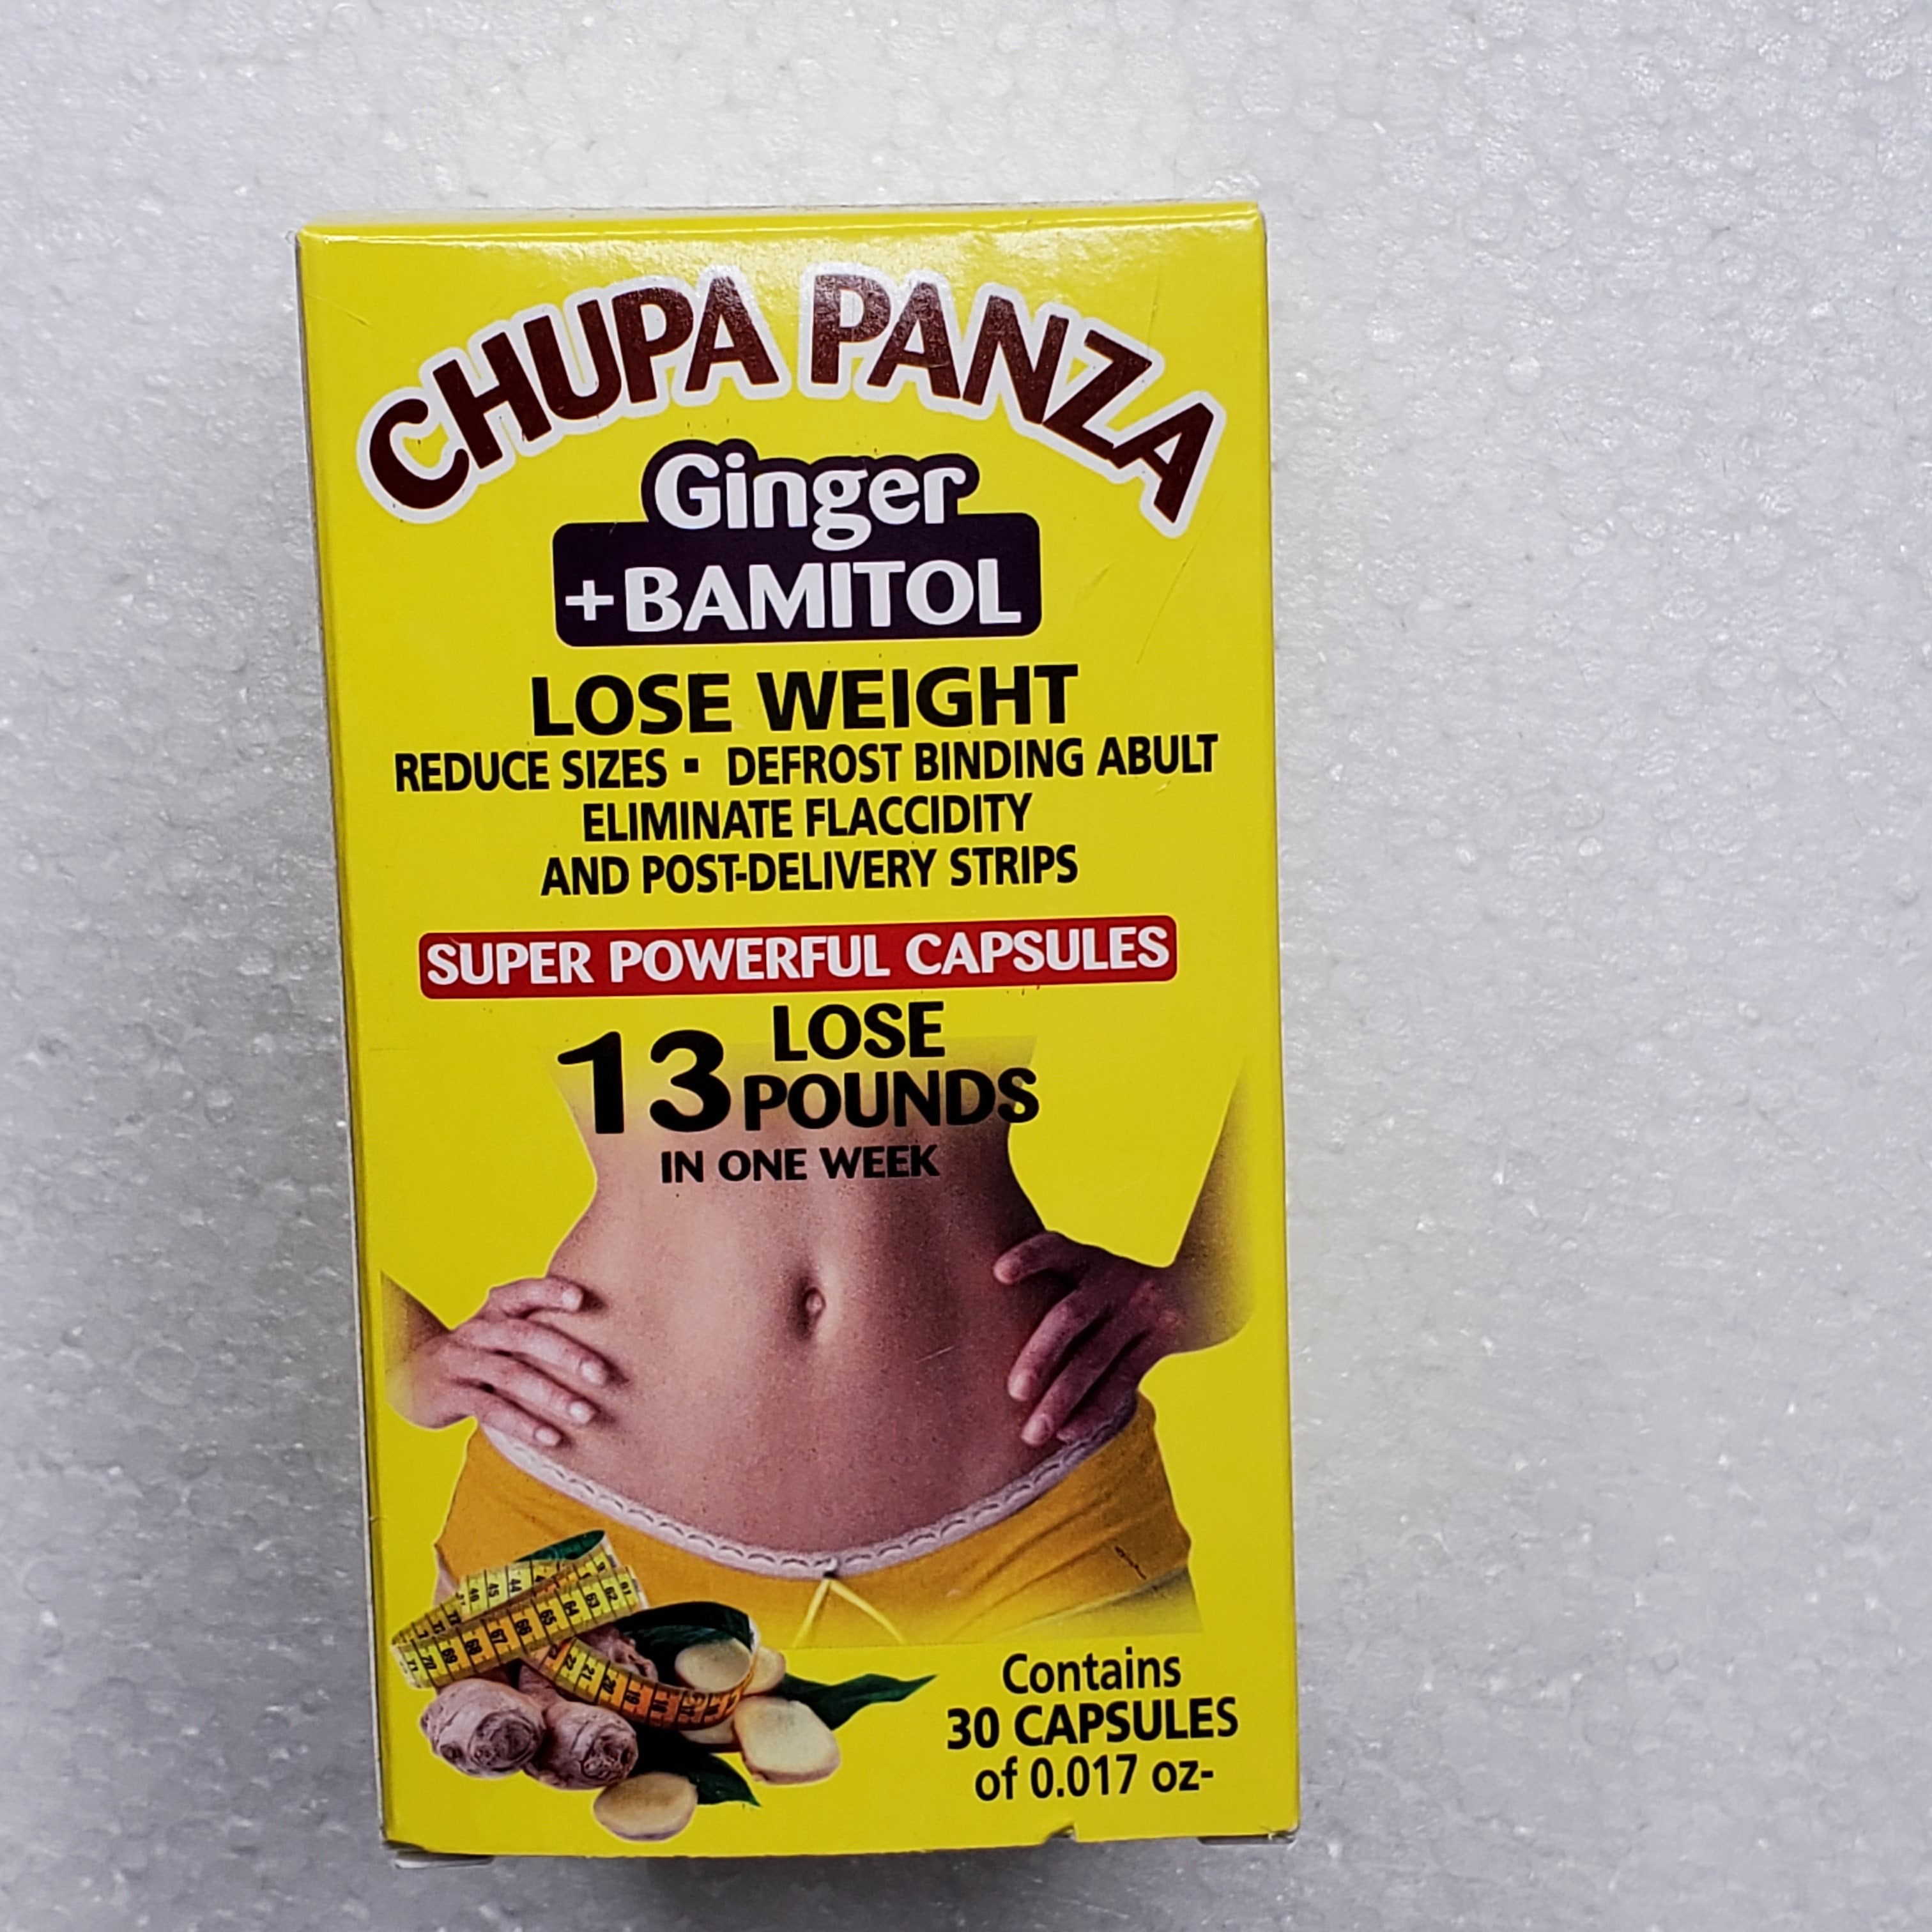 CHUPA PANZA
Ginger
+BAMITOL
LOSE WEIGHT
REDUCE SIZES ▪ DEFROST BINDING ABULT
ELIMINATE FLACCIDITY
AND POST-DELIVERY STRIPS
SUPER POWERFUL CAPSULES
13 LOSE
POUNDS
IN ONE WEEK
Contains
30 CAPSULES
of 0.017 oz-